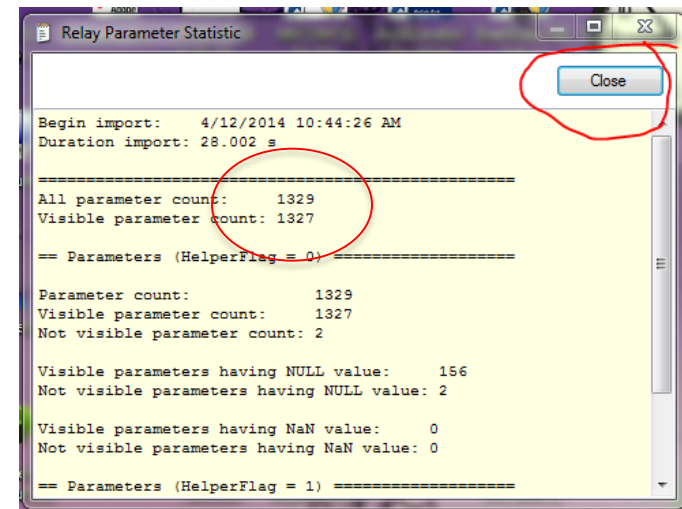 Relay Parameter Statistic
Close
Begin import:    4/12/2014 10:44:26 AM
Duration import: 28.002 s
==================================================
All parameter count:     1329
Visible parameter count: 1327
== Parameters (HelperFlag = 0) ===================
Parameter count:             1329
Visible parameter count:     1327
Not visible parameter count: 2
Visible parameters having NULL value:     156
Not visible parameters having NULL value: 2
Visible parameters having NaN value:     0
Not visible parameters having NaN value: 0
== Parameters (HelperFlag = 1) ===================